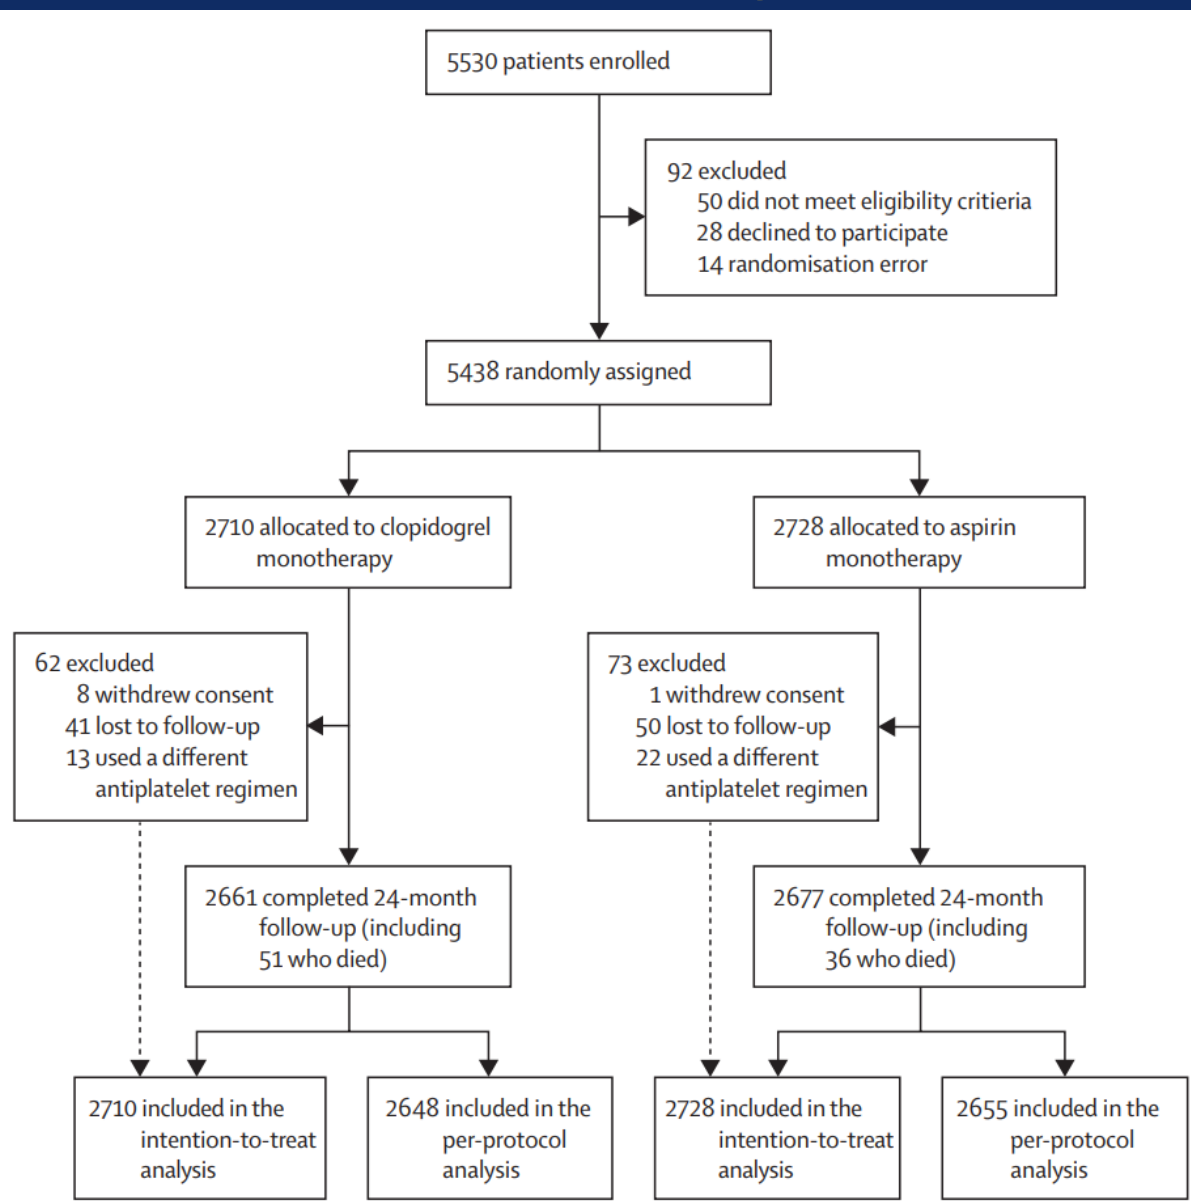 5530 patients enrolled
92 excluded
50 did not meet eligibility critieria
28 declined to participate
14 randomisation error
5438 randomly assigned
2710 allocated to clopidogrel
monotherapy
2728 allocated to aspirin
monotherapy
62 excluded
8 withdrew consent
41 lost to follow-up
13 used a different
antiplatelet regimen
73 excluded
1 withdrew consent
50 lost to follow-up
22 used a different
antiplatelet regimen
2661 completed 24-month
follow-up (including
51 who died)
2677 completed 24-month
follow-up (including
36 who died)
2710 included in the
intention-to-treat
analysis
2648 included in the
per-protocol
analysis
2728 included in the
intention-to-treat
analysis
2655 included in the
per-protocol
analysis